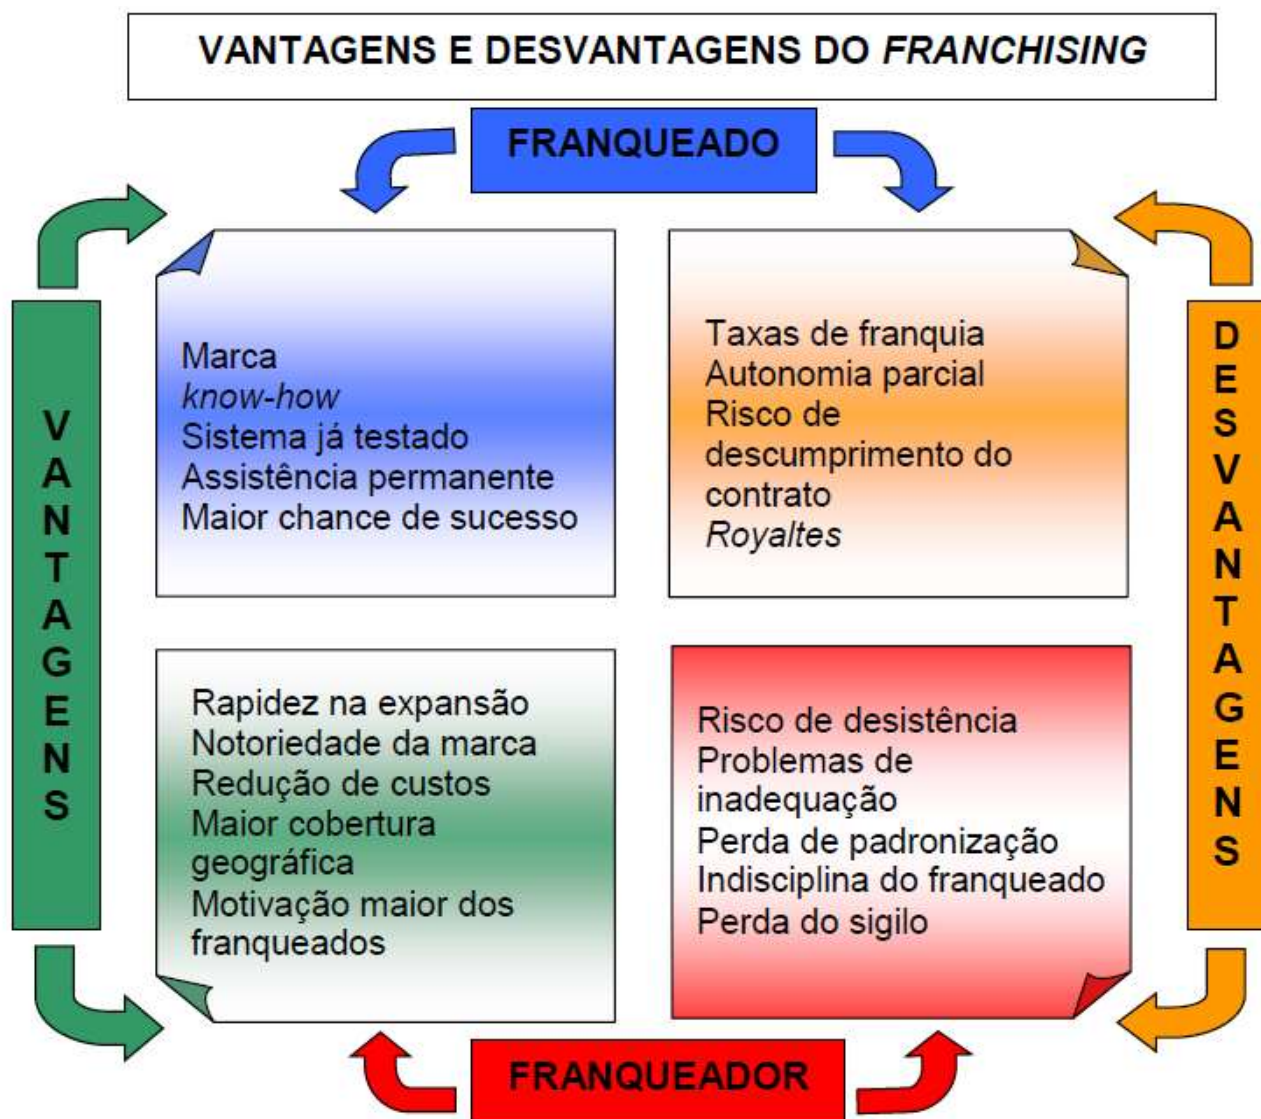 VANTAGENS E DESVANTAGENS DO FRANCHISING
FRANQUEADO
VANTAGENS
Marca
know-how
Sistema já testado
Assistência permanente
Maior chance de sucesso
Taxas de franquia
Autonomia parcial
Risco de
descumprimento do
contrato
Royaltes
DESVANTAGENS
Rapidez na expansão
Notoriedade da marca
Redução de custos
Maior cobertura
geográfica
Motivação maior dos
franqueados
Risco de desistência
Problemas de
inadequação
Perda de padronização
Indisciplina do franqueado
Perda do sigilo
FRANQUEADOR